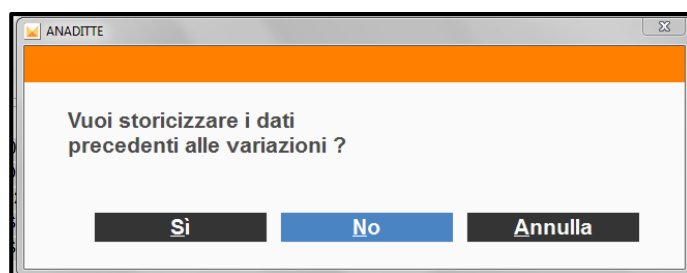 ANADITTE
Vuoi storicizzare i dati
precedenti alle variazioni ?
Sì No Annulla